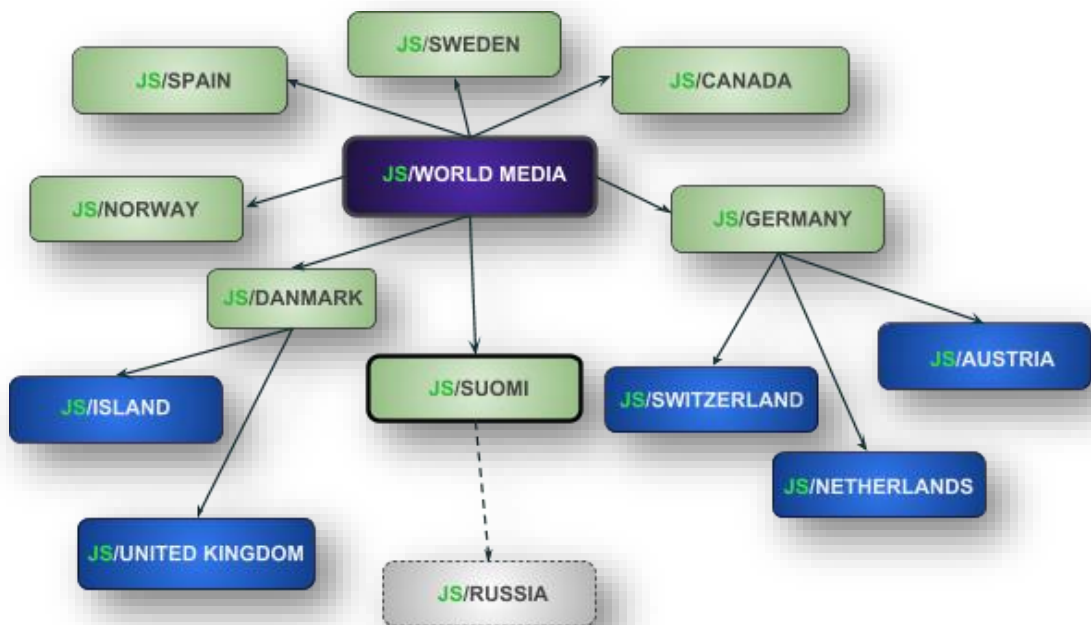 JS/SWEDEN
JS/SPAIN
JS/CANADA
JS/WORLD MEDIA
JS/NORWAY
JS/GERMANY
JS/DANMARK
JS/AUSTRIA
JS/SUOMI
JS/SWITZERLAND
JS/ISLAND
JS/NETHERLANDS
JS/UNITED KINGDOM
JS/RUSSIA